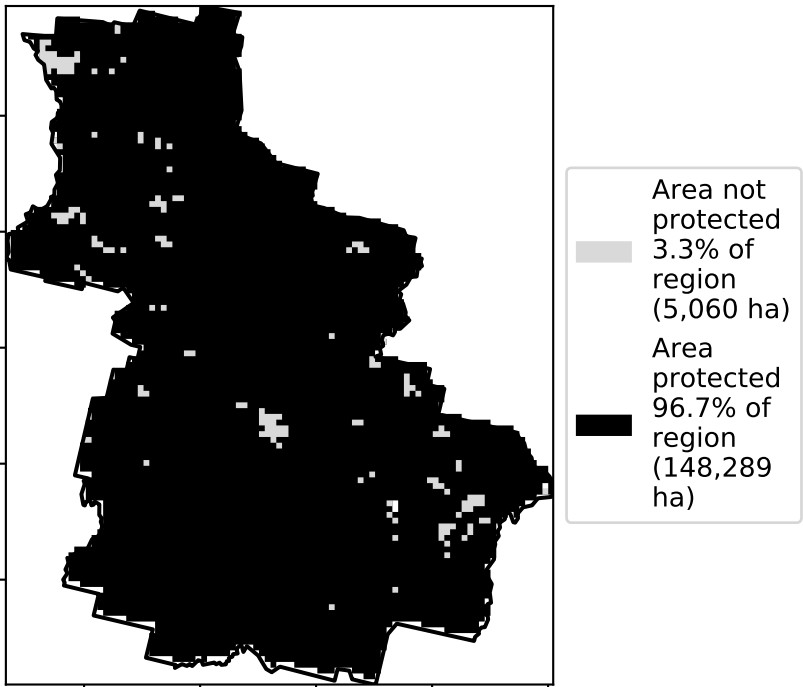 Area not
protected
3.3% of
region
(5,060 ha)
Area
protected
96.7% of
region
(148,289
ha)